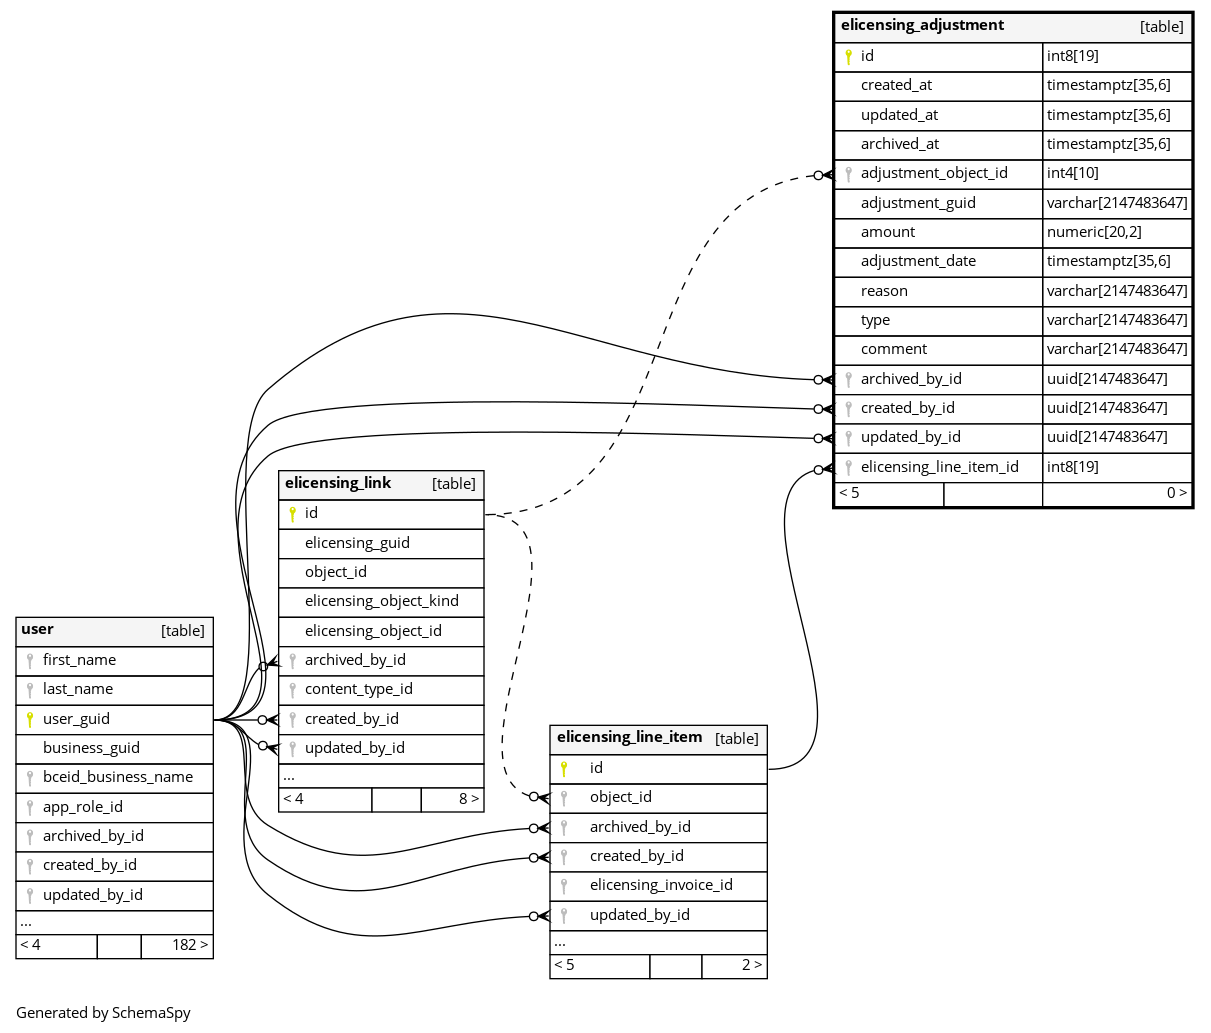 elicensing_adjustment [table]
id int8[19]
created_at timestamptz[35,6]
updated_at timestamptz[35,6]
archived_at timestamptz[35,6]
adjustment_object_id int4[10]
adjustment_guid varchar[2147483647]
amount numeric[20,2]
adjustment_date timestamptz[35,6]
reason varchar[2147483647]
type varchar[2147483647]
comment varchar[2147483647]
archived_by_id uuid[2147483647]
created_by_id uuid[2147483647]
updated_by_id uuid[2147483647]
elicensing_line_item_id int8[19]
< 5 0 >
elicensing_link [table]
id
elicensing_guid
object_id
elicensing_object_kind
elicensing_object_id
archived_by_id
content_type_id
created_by_id
updated_by_id
...
< 4 8 >
user [table]
first_name
last_name
user_guid
business_guid
bceid_business_name
app_role_id
archived_by_id
created_by_id
updated_by_id
...
< 4 182 >
elicensing_line_item [table]
id
object_id
archived_by_id
created_by_id
elicensing_invoice_id
updated_by_id
...
< 5 2 >
Generated by SchemaSpy